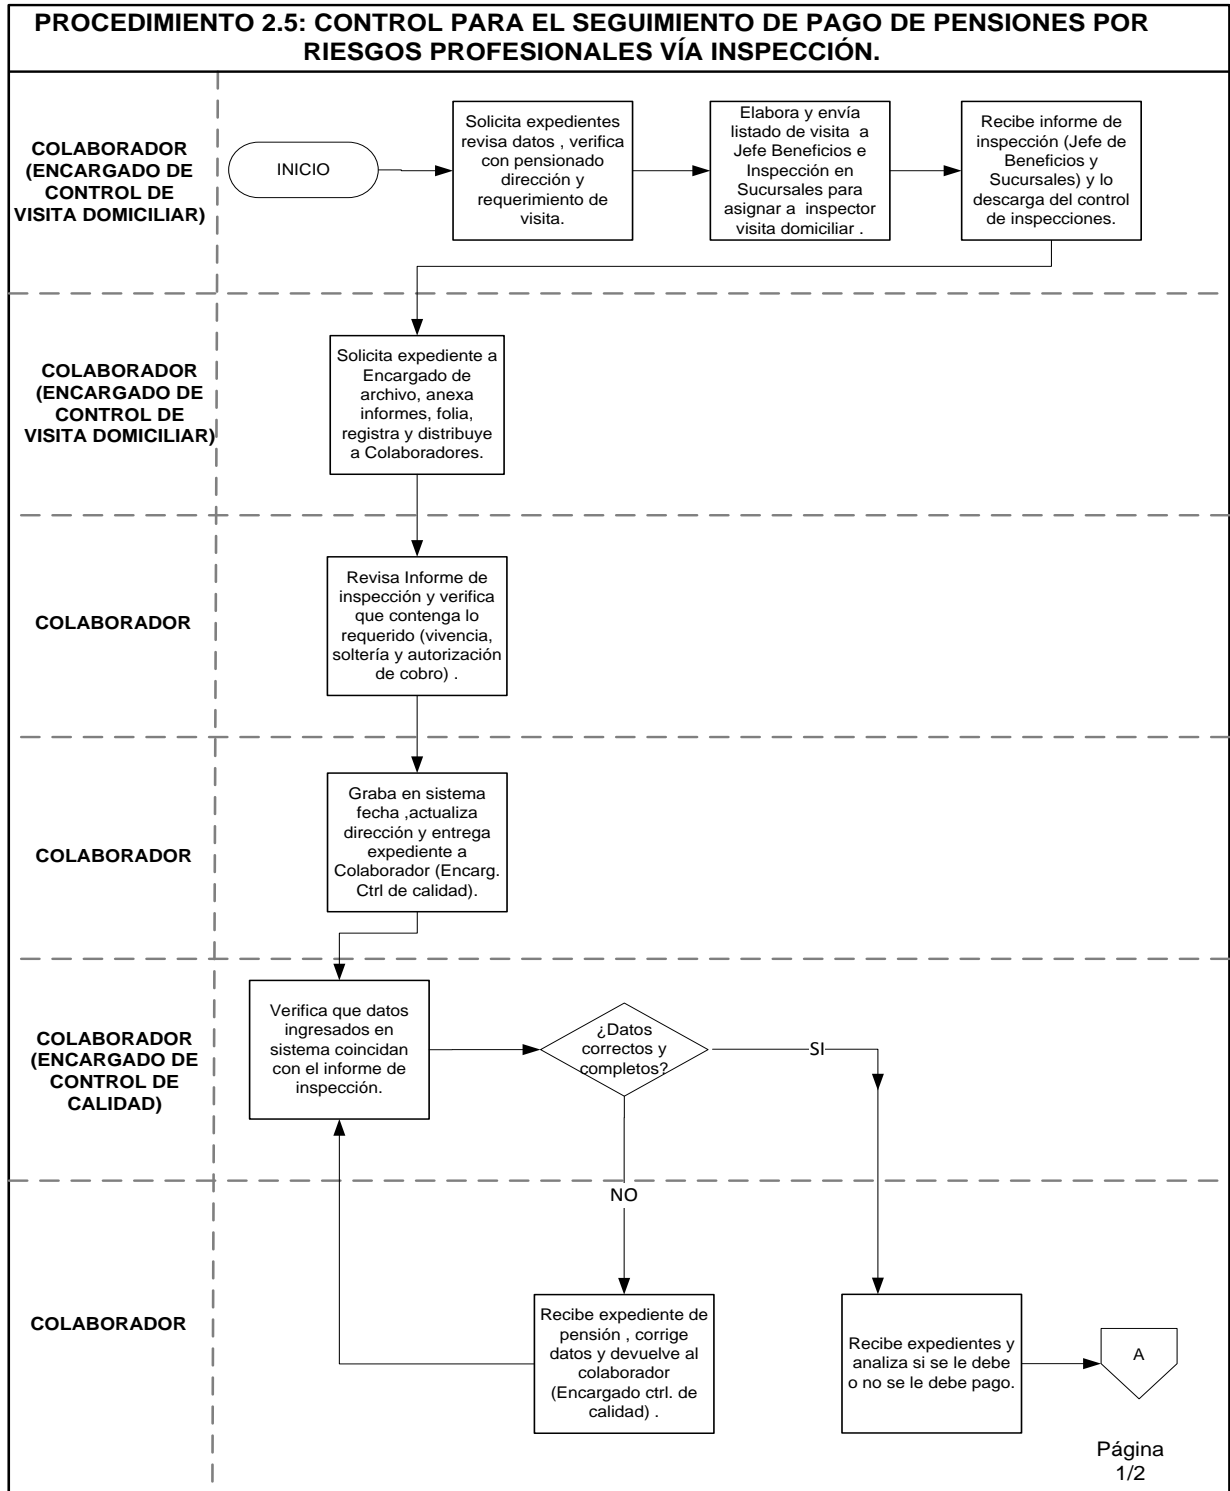 PROCEDIMIENTO 2.5: CONTROL PARA EL SEGUIMIENTO DE PAGO DE PENSIONES POR
RIESGOS PROFESIONALES VÍA INSPECCIÓN.
COLABORADOR
(ENCARGADO DE
CONTROL DE
VISITA DOMICILIAR)
INICIO
Solicita expedientes
revisa datos , verifica
con pensionado
dirección y
requerimiento de
visita.
Elabora y envía
listado de visita a
Jefe Beneficios e
Inspección en
Sucursales para
asignar a inspector
visita domiciliar .
Recibe informe de
inspección (Jefe de
Beneficios y
Sucursales) y lo
descarga del control
de inspecciones.
COLABORADOR
(ENCARGADO DE
CONTROL DE
VISITA DOMICILIAR)
Solicita expediente a
Encargado de
archivo, anexa
informes, folia,
registra y distribuye
a Colaboradores.
COLABORADOR
Revisa Informe de
inspección y verifica
que contenga lo
requerido (vivencia,
soltería y autorización
de cobro) .
COLABORADOR
Graba en sistema
fecha ,actualiza
dirección y entrega
expediente a
Colaborador (Encarg.
Ctrl de calidad).
COLABORADOR
(ENCARGADO DE
CONTROL DE
CALIDAD)
Verifica que datos
ingresados en
sistema coincidan
con el informe de
inspección.
¿Datos
correctos y
completos?
SI
NO
COLABORADOR
Recibe expediente de
pensión , corrige
datos y devuelve al
colaborador
(Encargado ctrl. de
calidad) .
Recibe expedientes y
analiza si se le debe
o no se le debe pago.
A
Página
1/2